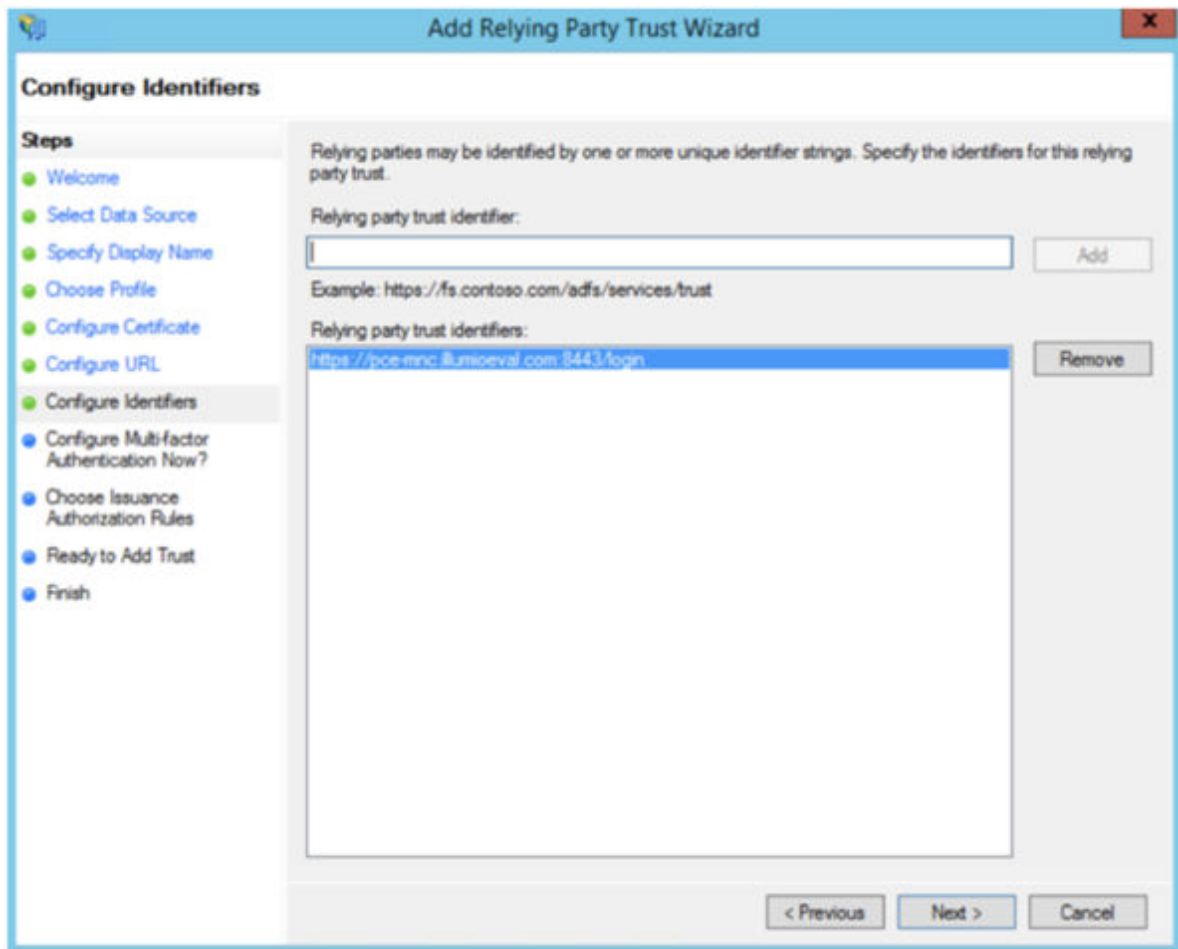 Add Relying Party Trust Wizard
x
Configure Identifiers
Steps
Welcome
Select Data Source
Specify Display Name
Choose Profile
Configure Certificate
Configure URL
Configure Identifiers
Configure Multi-factor
Authentication Now?
Choose Issuance
Authorization Rules
Ready to Add Trust
Finish
Relying parties may be identified by one or more unique identifier strings. Specify the identifiers for this relying
party trust.
Relying party trust identifier:
Add
Example: https://fs.contoso.com/adfs/services/trust
Relying party trust identifiers:
https://pce-mnc.illumioeval.com:8443/login
Remove
< Previous
Next >
Cancel